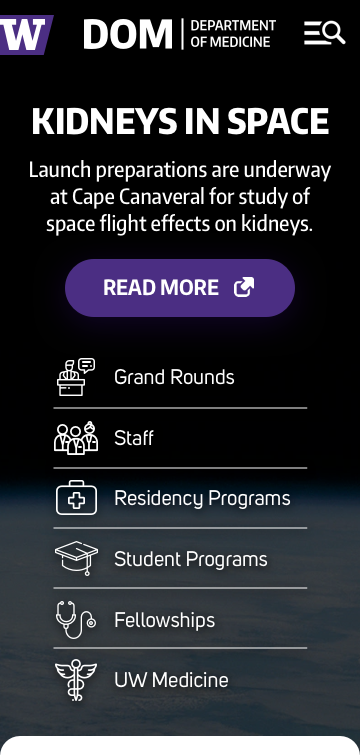 W
DOM
DEPARTMENT
OF MEDICINE
KIDNEYS IN SPACE
Launch preparations are underway
at Cape Canaveral for study of
space flight effects on kidneys.
READ MORE
Grand Rounds
Staff
Residency Programs
Student Programs
Fellowships
UW Medicine